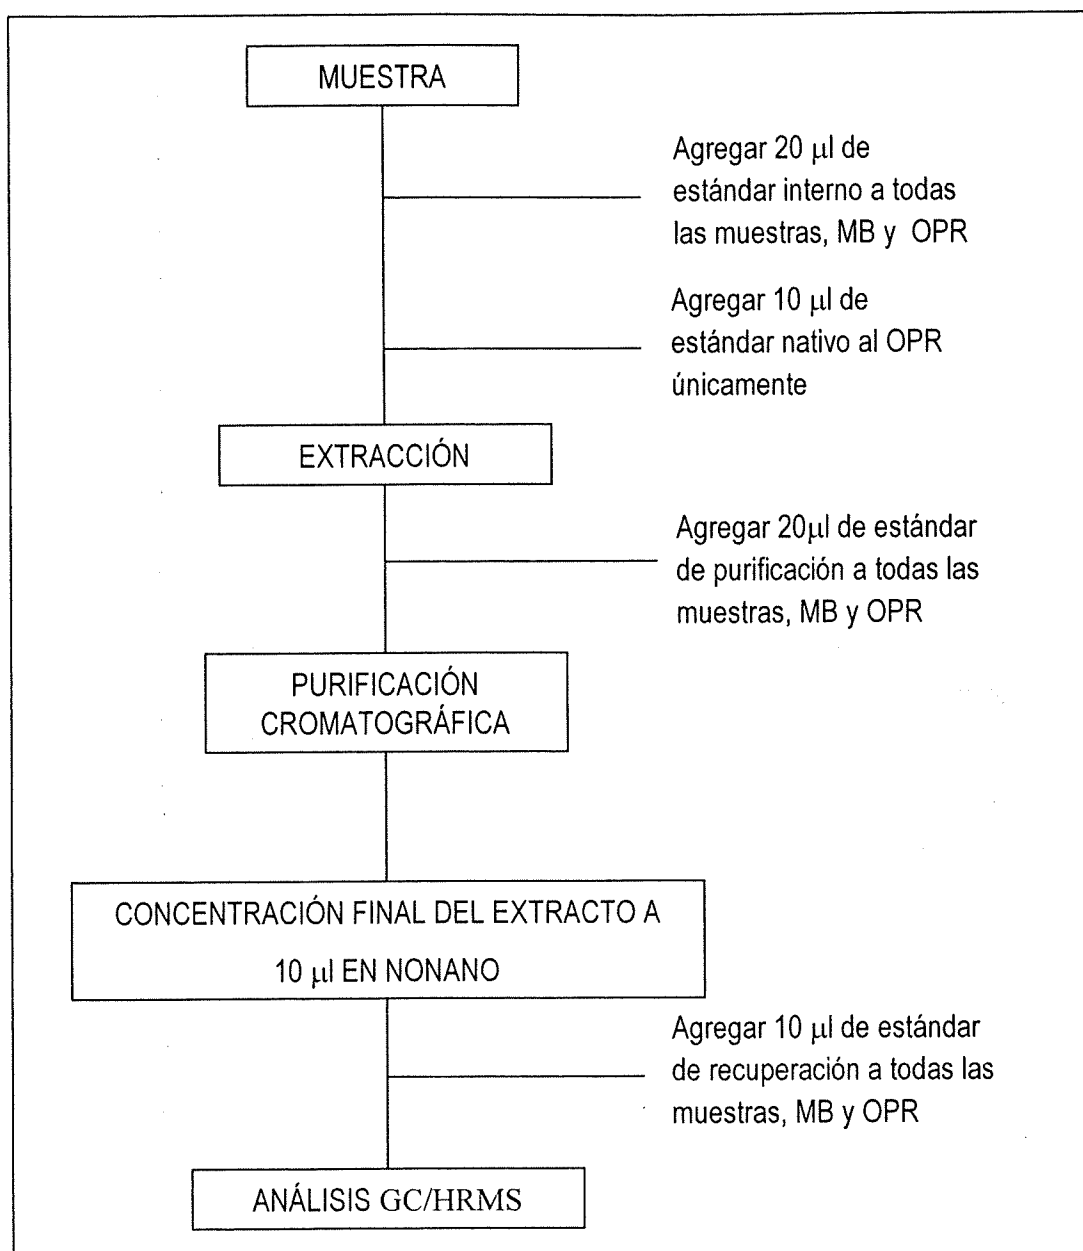 MUESTRA
Agregar 20 µl de
estándar interno a todas
las muestras, MB y OPR
Agregar 10 µl de
estándar nativo al OPR
únicamente
EXTRACCIÓN
Agregar 20µl de estándar
de purificación a todas las
muestras, MB y OPR
PURIFICACIÓN
CROMATOGRÁFICA
CONCENTRACIÓN FINAL DEL EXTRACTO A
10 µl EN NONANO
Agregar 10 µl de estándar
de recuperación a todas las
muestras, MB y OPR
ANÁLISIS GC/HRMS